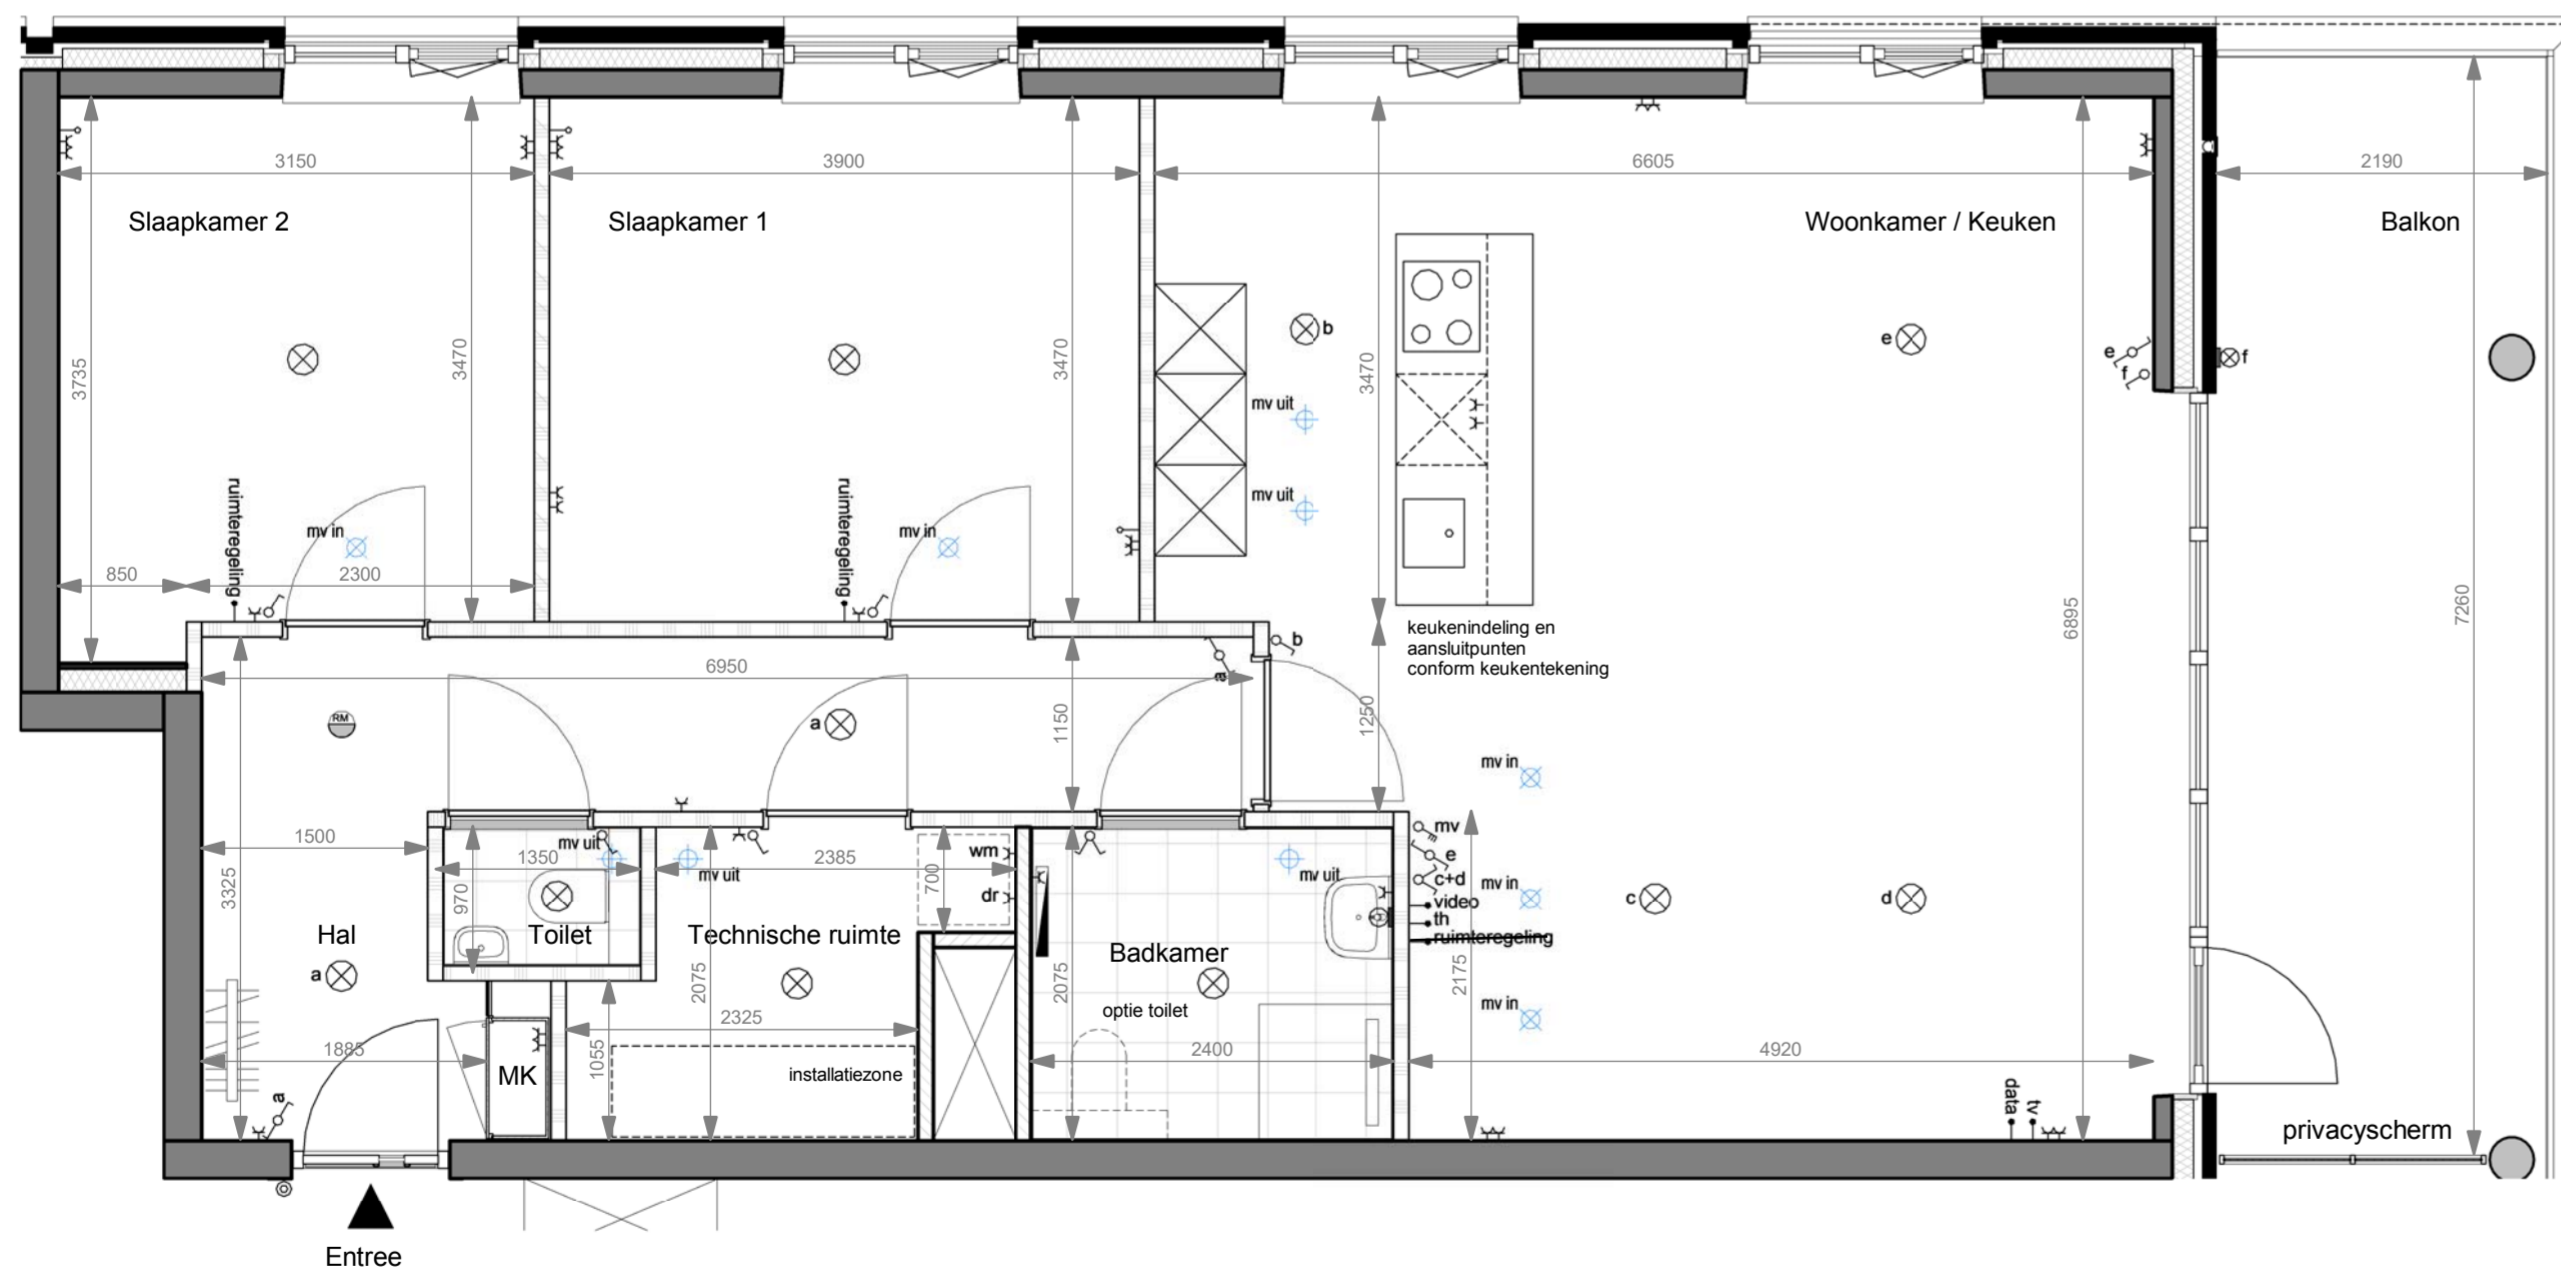 3150
3900
6605
2190
Slaapkamer 2
Slaapkamer 1
Woonkamer / Keuken
Balkon
3735
3470
3470
3470
b
e
e
f
f
mv uit
mv uit
ruimteregeling
mv in
ruimteregeling
mv in
850
2300
6895
7260
keukenindeling en
aansluitpunten
conform keukentekening
b
a
6950
RM
a
1150
1250
mv in
1500
3325
mv uit
1350
970
mv uit
2385
wm
700
dr
mv uit
mv
e
c+d
video
th
ruimteregeling
mv in
c
d
Hal
Toilet
Technische ruimte
Badkamer
a
2075
2075
2175
optie toilet
mv in
2325
1885
1055
MK
installatiezone
2400
4920
a
data
tv
privacyscherm
Entree